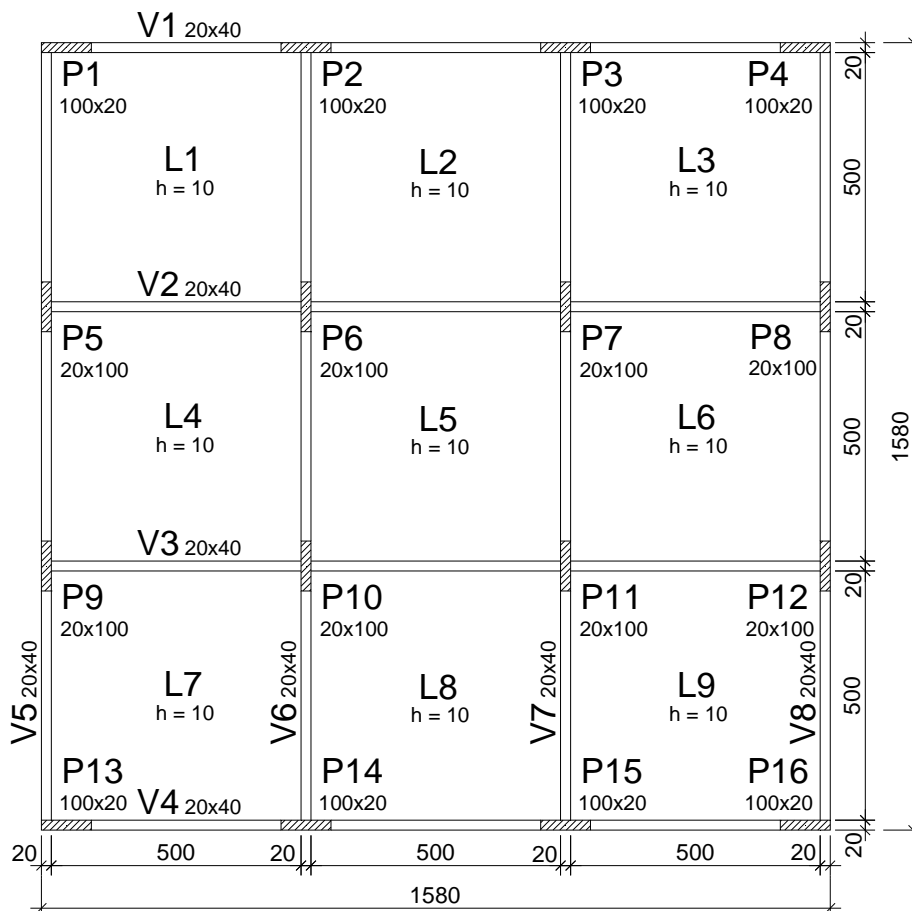 V1 20x40
P1 P2 P3 P4
100x20 100x20 100x20 100x20
20
L1 L2 L3
h = 10 h = 10 h = 10
500
V2 20x40
20
P5 P6 P7 P8
20x100 20x100 20x100 20x100
L4 L5 L6
h = 10 h = 10 h = 10
500
1580
V3 20x40
20
P9 P10 P11 P12
20x100 20x100 20x100 20x100
L7 L8 L9
h = 10 h = 10 h = 10
500
V5 20x40
V6 20x40
V7 20x40
V8 20x40
P13 P14 P15 P16
100x20 100x20 100x20 100x20
V4 20x40
20
20 500 20 500 20 500 20
1580